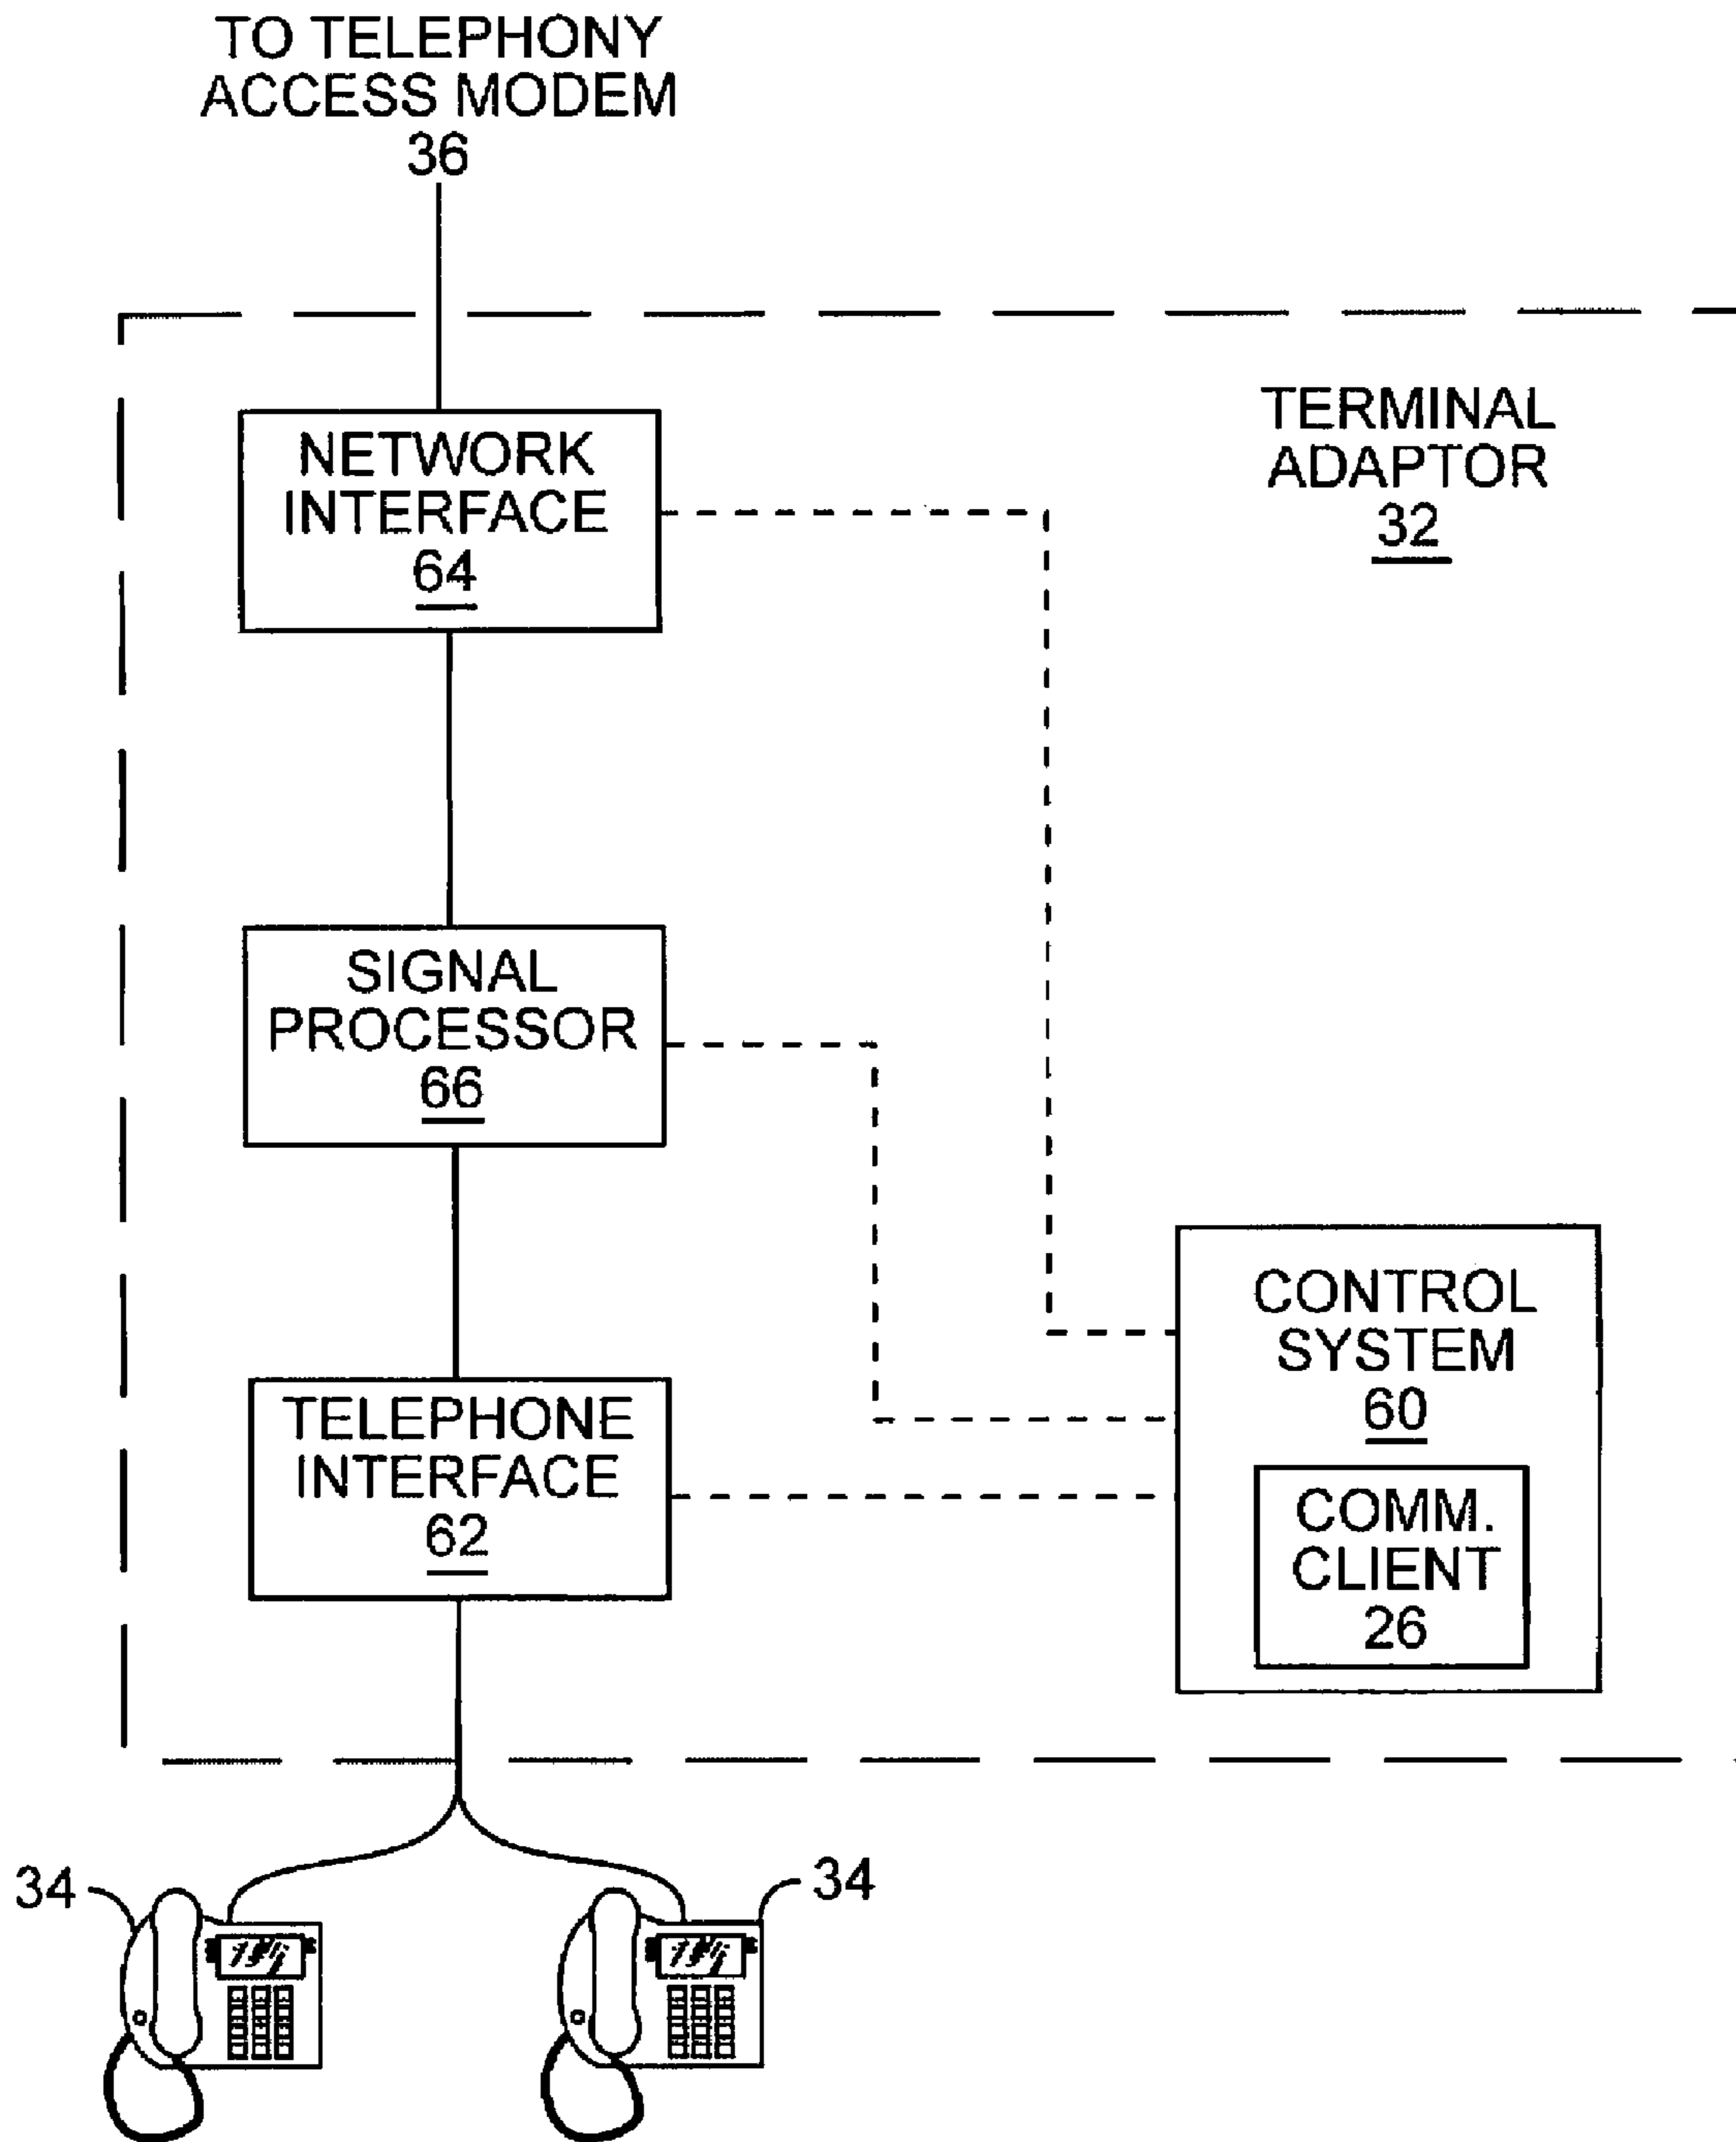 TO TELEPHONY
ACCESS MODEM
36
NETWORK
INTERFACE
64
TERMINAL
ADAPTOR
32
SIGNAL
PROCESSOR
66
CONTROL
SYSTEM
60
TELEPHONE
INTERFACE
62
COMM.
CLIENT
26
34
34